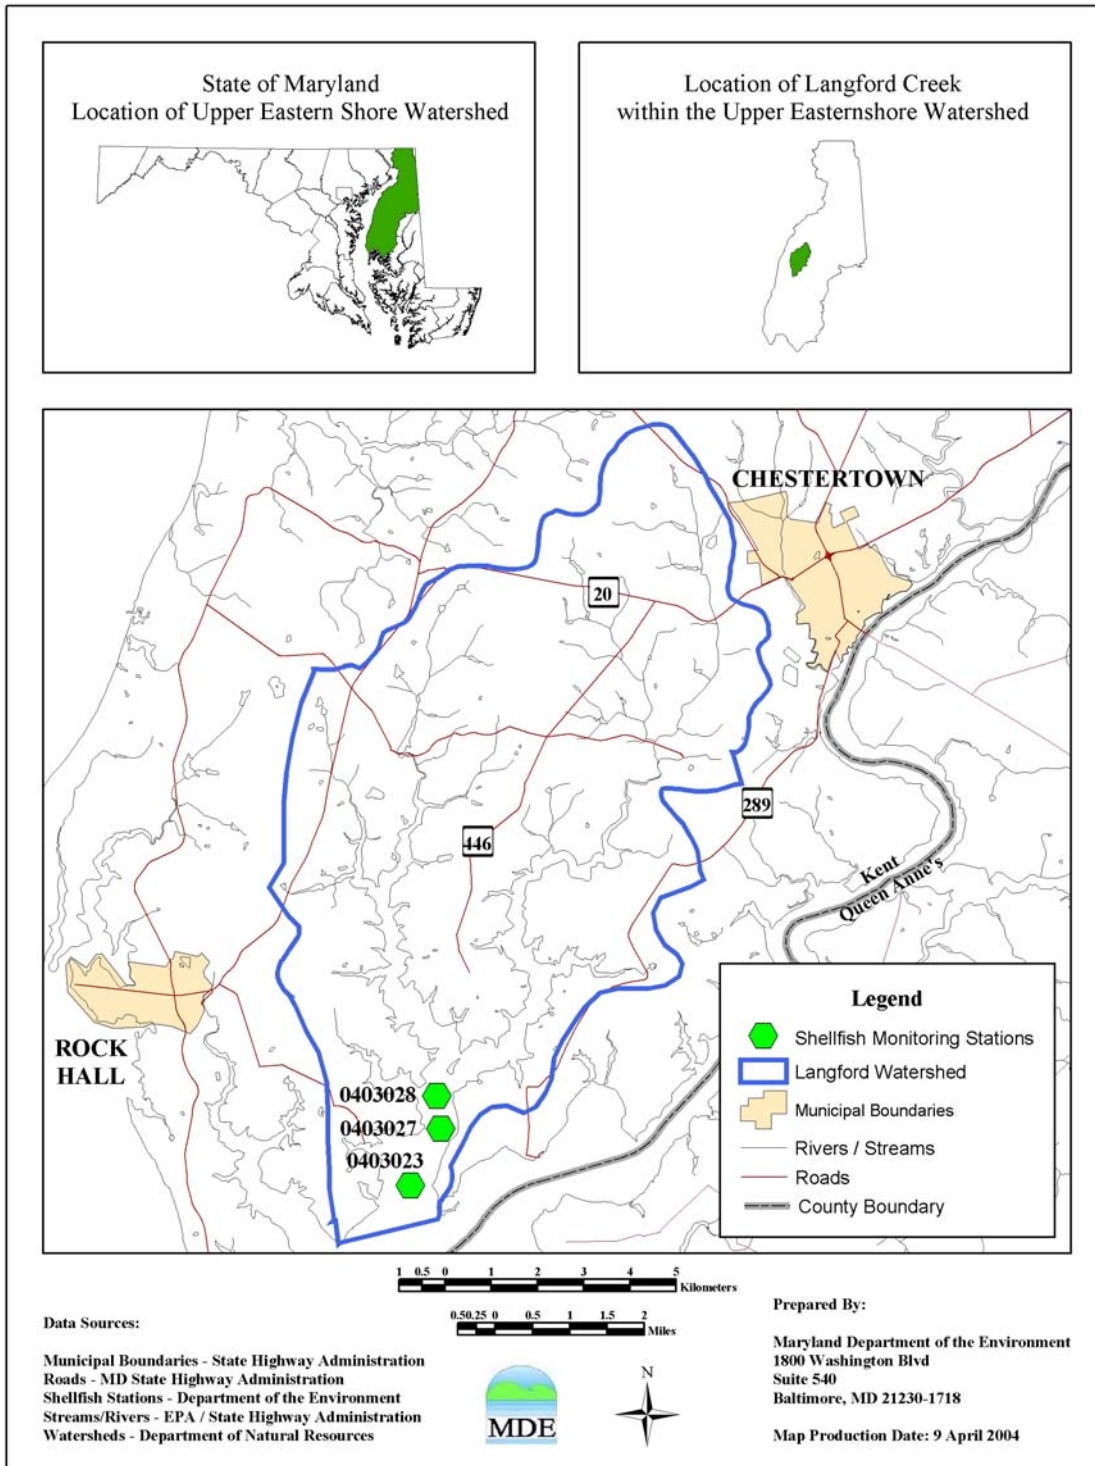 State of Maryland
Location of Upper Eastern Shore Watershed
Location of Langford Creek
within the Upper Easternshore Watershed
CHESTERTOWN
20
289
446
Kent
Queen Anne's
ROCK
HALL
0403028
0403027
0403023
Legend
Shellfish Monitoring Stations
Langford Watershed
Municipal Boundaries
Rivers / Streams
Roads
County Boundary
1 0.5 0 1 2 3 4 5
Kilometers
0.5 0.25 0 0.5 1 1.5 2
Miles
Data Sources:
Municipal Boundaries - State Highway Administration
Roads - MD State Highway Administration
Shellfish Stations - Department of the Environment
Streams/Rivers - EPA / State Highway Administration
Watersheds - Department of Natural Resources
MDE
N
Prepared By:
Maryland Department of the Environment
1800 Washington Blvd
Suite 540
Baltimore, MD 21230-1718
Map Production Date: 9 April 2004